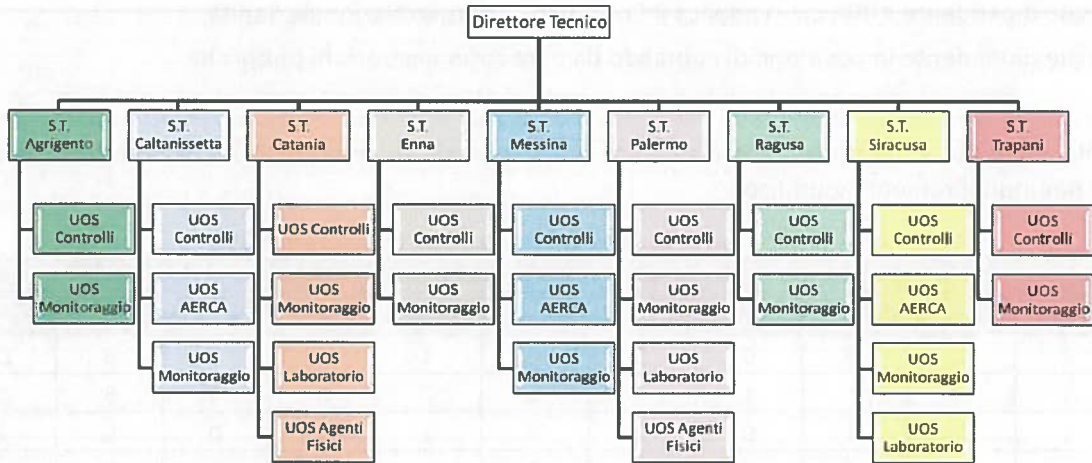 Direttore Tecnico
S.T.
Agrigento
S.T.
Caltanissetta
S.T.
Catania
S.T.
Enna
S.T.
Messina
S.T.
Palermo
S.T.
Ragusa
S.T.
Siracusa
S.T.
Trapani
UOS
Controlli
UOS
Controlli
UOS Controlli
UOS
Controlli
UOS
Controlli
UOS
Controlli
UOS
Controlli
UOS
Controlli
UOS
Controlli
UOS
Monitoraggio
UOS
AERCA
UOS
Monitoraggio
UOS
Monitoraggio
UOS
AERCA
UOS
Monitoraggio
UOS
Monitoraggio
UOS
AERCA
UOS
Monitoraggio
UOS
Monitoraggio
UOS
Laboratorio
UOS
Monitoraggio
UOS
Laboratorio
UOS
Monitoraggio
UOS Agenti
Fisici
UOS Agenti
Fisici
UOS
Laboratorio